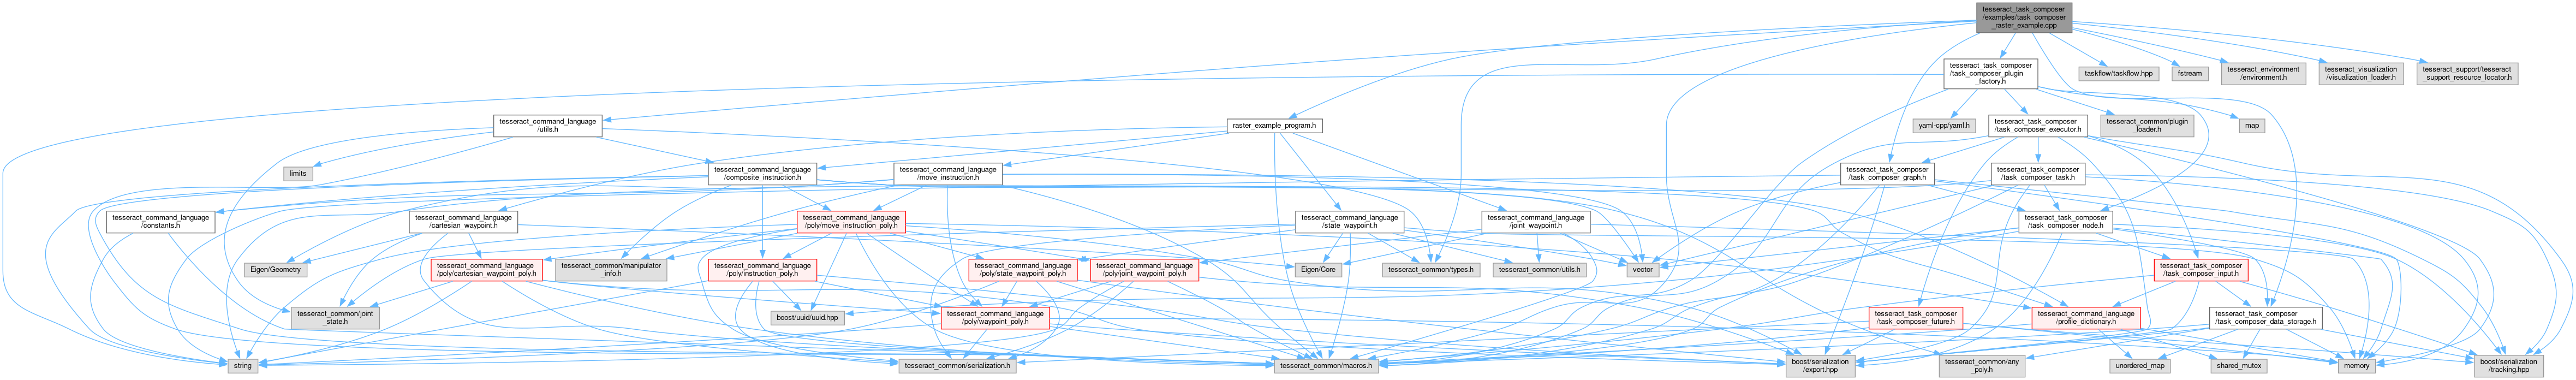 tesseract_task_composer
/examples/task_composer
_raster_example.cpp
tesseract_task_composer
/task_composer_plugin
_factory.h
taskflow/taskflow.hpp
fstream
tesseract_environment
/environment.h
tesseract_visualization
/visualization_loader.h
tesseract_support/tesseract
_support_resource_locator.h
tesseract_command_language
/utils.h
raster_example_program.h
yaml-cpp/yaml.h
tesseract_task_composer
/task_composer_executor.h
tesseract_common/plugin
_loader.h
map
limits
tesseract_command_language
/composite_instruction.h
tesseract_command_language
/move_instruction.h
tesseract_task_composer
/task_composer_graph.h
tesseract_task_composer
/task_composer_task.h
tesseract_command_language
/constants.h
tesseract_command_language
/cartesian_waypoint.h
tesseract_command_language
/poly/move_instruction_poly.h
tesseract_command_language
/state_waypoint.h
tesseract_command_language
/joint_waypoint.h
tesseract_task_composer
/task_composer_node.h
Eigen/Geometry
tesseract_command_language
/poly/cartesian_waypoint_poly.h
tesseract_common/manipulator
_info.h
tesseract_command_language
/poly/instruction_poly.h
tesseract_command_language
/poly/state_waypoint_poly.h
tesseract_command_language
/poly/joint_waypoint_poly.h
Eigen/Core
tesseract_common/types.h
tesseract_common/utils.h
vector
tesseract_task_composer
/task_composer_input.h
tesseract_common/joint
_state.h
boost/uuid/uuid.hpp
tesseract_command_language
/poly/waypoint_poly.h
tesseract_task_composer
/task_composer_future.h
tesseract_command_language
/profile_dictionary.h
tesseract_task_composer
/task_composer_data_storage.h
string
tesseract_common/serialization.h
tesseract_common/macros.h
boost/serialization
/export.hpp
tesseract_common/any
_poly.h
unordered_map
shared_mutex
memory
boost/serialization
/tracking.hpp